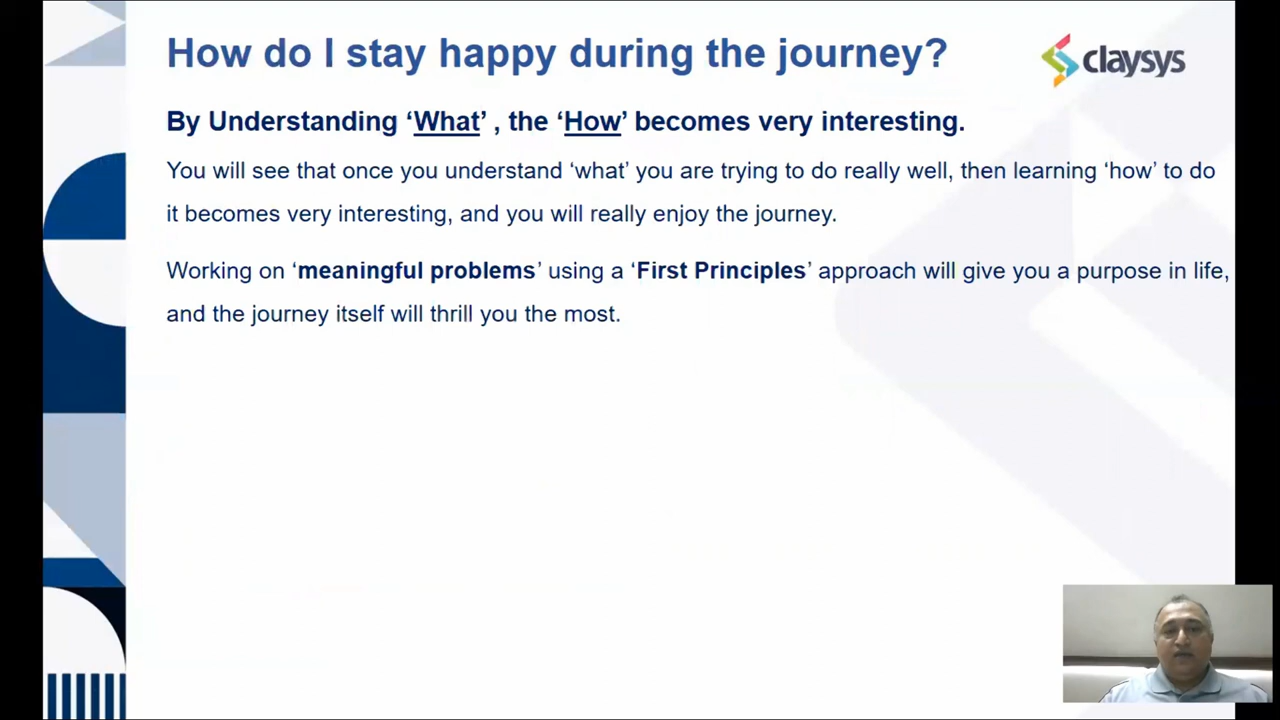 How do I stay happy during the journey?
claysys
By Understanding ‘What’ , the ‘How’ becomes very interesting.
You will see that once you understand ‘what’ you are trying to do really well, then learning ‘how’ to do
it becomes very interesting, and you will really enjoy the journey.
Working on ‘meaningful problems’ using a ‘First Principles’ approach will give you a purpose in life,
and the journey itself will thrill you the most.